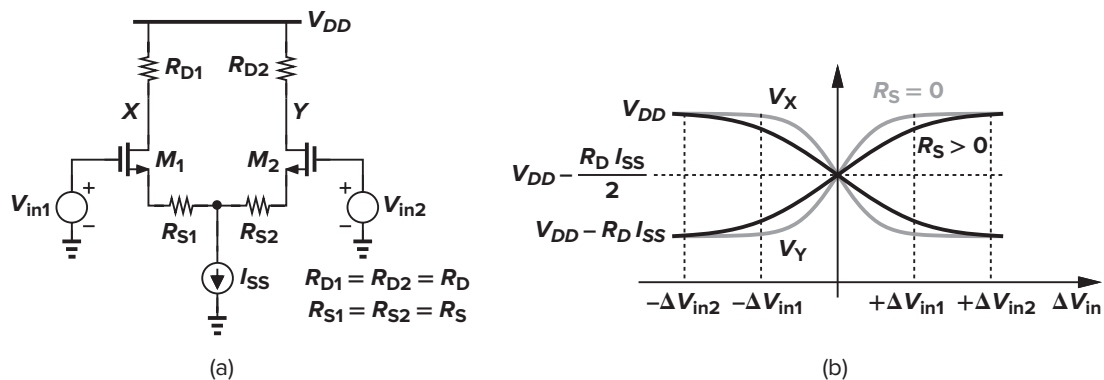 V_DD
R_D1
R_D2
X
Y
M_1
M_2
V_in1
+
−
R_S1
R_S2
+
−
V_in2
I_SS
R_D1 = R_D2 = R_D
R_S1 = R_S2 = R_S
(a)
V_X
R_S = 0
V_DD
R_S > 0
V_DD − R_D I_SS / 2
V_DD − R_D I_SS
V_Y
−ΔV_in2
−ΔV_in1
+ΔV_in1
+ΔV_in2
ΔV_in
(b)